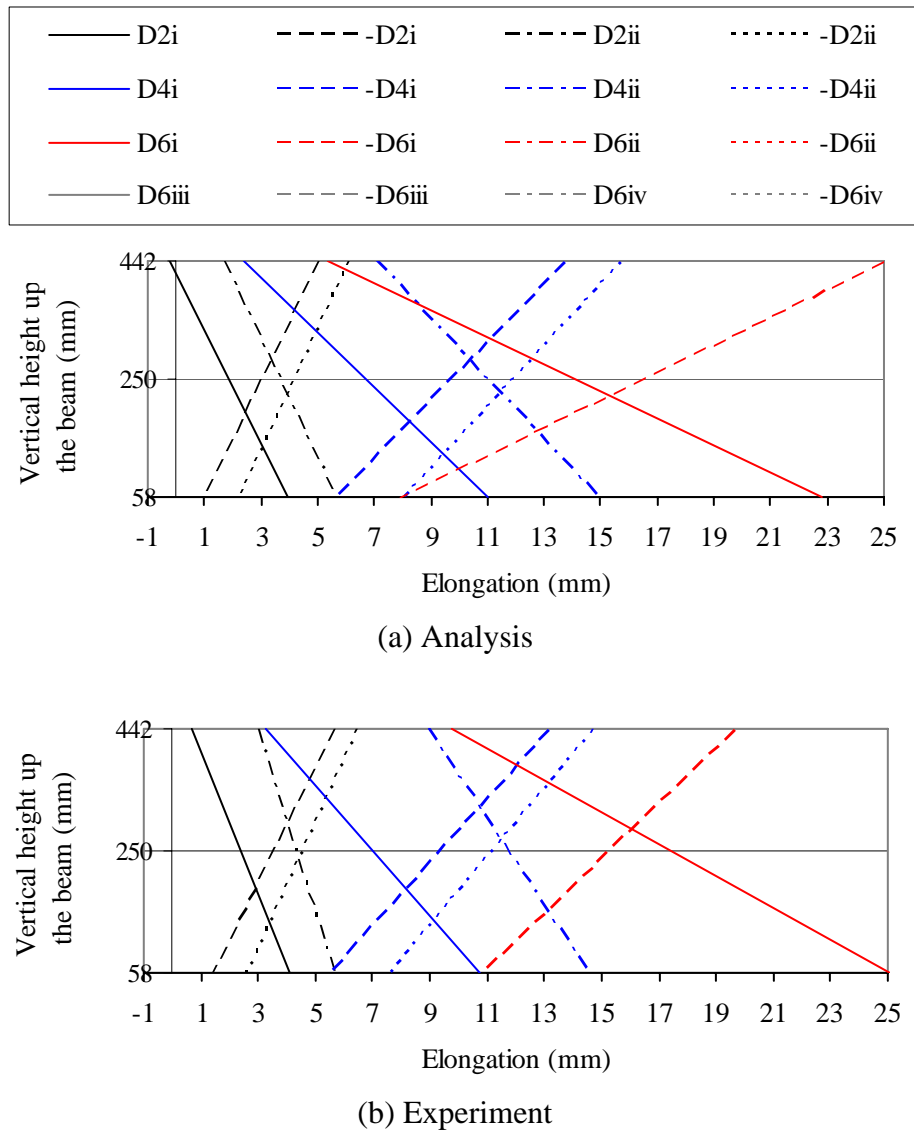 D2i -D2i D2ii -D2ii
D4i -D4i D4ii -D4ii
D6i -D6i D6ii -D6ii
D6iii -D6iii D6iv -D6iv
442
250
58
Vertical height up
the beam (mm)
-1 1 3 5 7 9 11 13 15 17 19 21 23 25
Elongation (mm)
(a) Analysis
442
250
58
Vertical height up
the beam (mm)
-1 1 3 5 7 9 11 13 15 17 19 21 23 25
Elongation (mm)
(b) Experiment